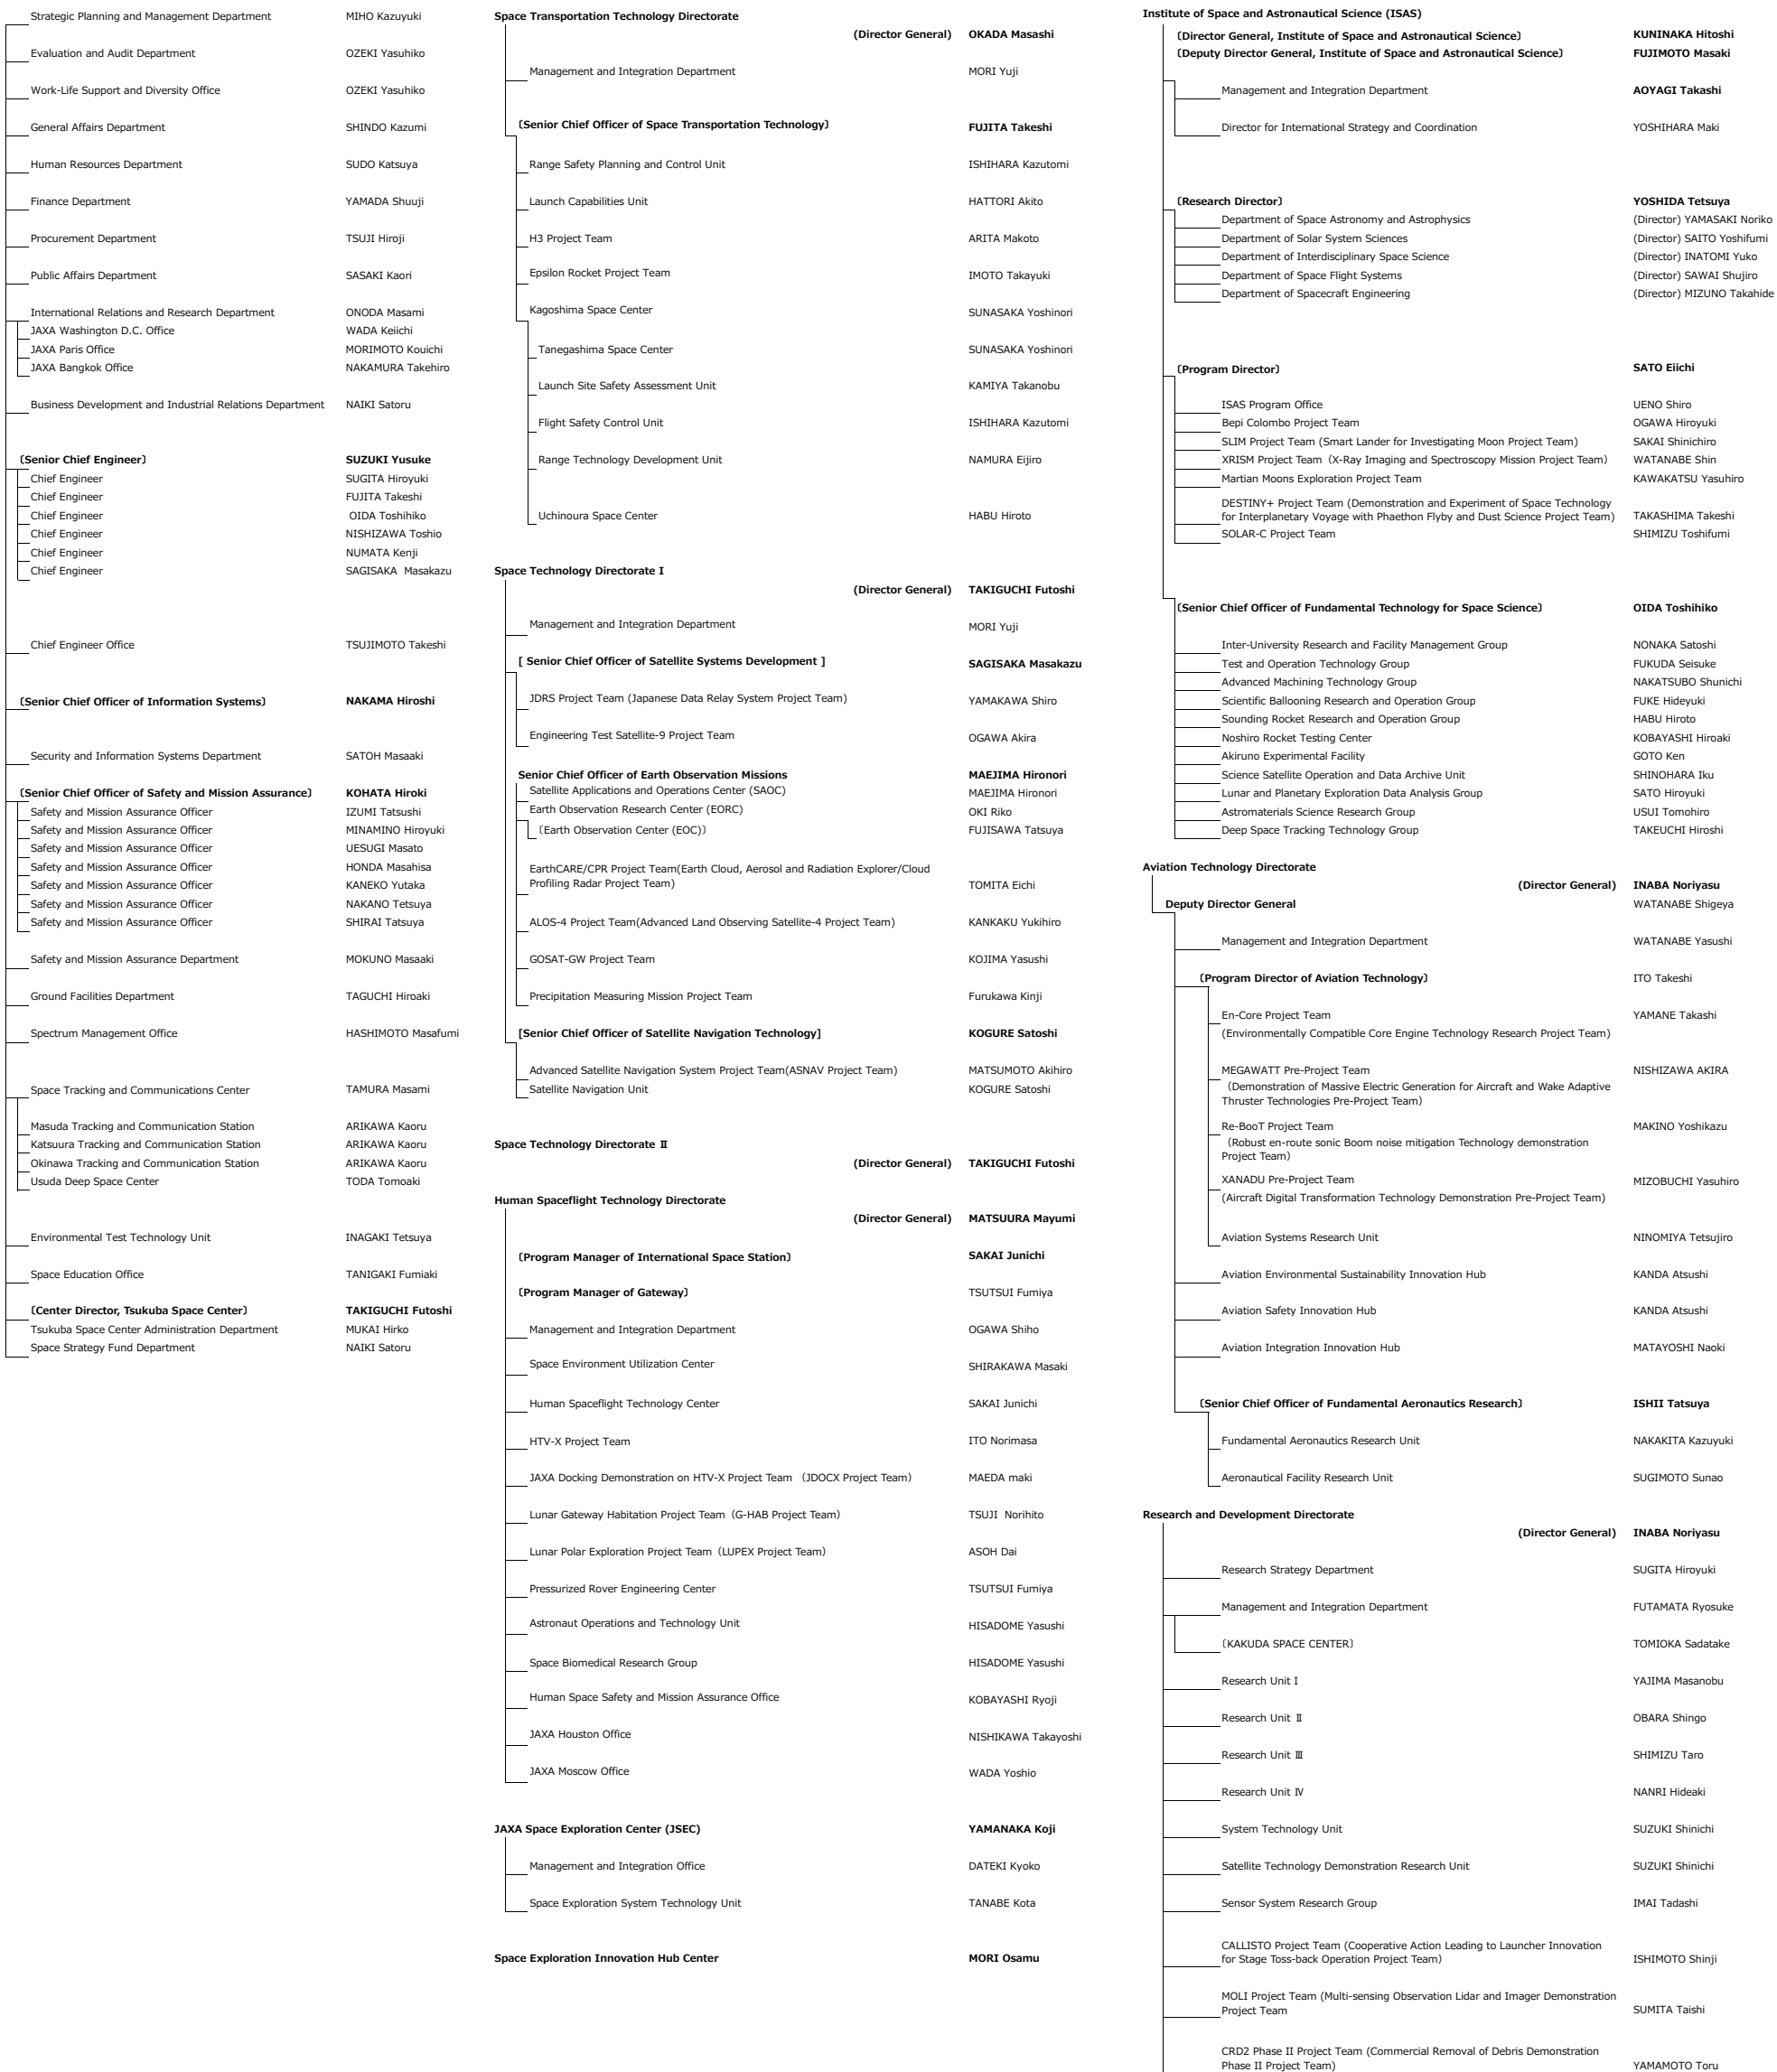 Strategic Planning and Management Department MIHO Kazuyuki
Evaluation and Audit Department OZEKI Yasuhiko
Work-Life Support and Diversity Office OZEKI Yasuhiko
General Affairs Department SHINDO Kazumi
Human Resources Department SUDO Katsuya
Finance Department YAMADA Shuuji
Procurement Department TSUJI Hiroji
Public Affairs Department SASAKI Kaori
International Relations and Research Department ONODA Masami
JAXA Washington D.C. Office WADA Keiichi
JAXA Paris Office MORIMOTO Kouichi
JAXA Bangkok Office NAKAMURA Takehiro
Business Development and Industrial Relations Department NAIKI Satoru
〔Senior Chief Engineer〕 SUZUKI Yusuke
Chief Engineer SUGITA Hiroyuki
Chief Engineer FUJITA Takeshi
Chief Engineer OIDA Toshihiko
Chief Engineer NISHIZAWA Toshio
Chief Engineer NUMATA Kenji
Chief Engineer SAGISAKA Masakazu
Chief Engineer Office TSUJIMOTO Takeshi
〔Senior Chief Officer of Information Systems〕 NAKAMA Hiroshi
Security and Information Systems Department SATOH Masaaki
〔Senior Chief Officer of Safety and Mission Assurance〕 KOHATA Hiroki
Safety and Mission Assurance Officer IZUMI Tatsushi
Safety and Mission Assurance Officer MINAMINO Hiroyuki
Safety and Mission Assurance Officer UESUGI Masato
Safety and Mission Assurance Officer HONDA Masahisa
Safety and Mission Assurance Officer KANEKO Yutaka
Safety and Mission Assurance Officer NAKANO Tetsuya
Safety and Mission Assurance Officer SHIRAI Tatsuya
Safety and Mission Assurance Department MOKUNO Masaaki
Ground Facilities Department TAGUCHI Hiroaki
Spectrum Management Office HASHIMOTO Masafumi
Space Tracking and Communications Center TAMURA Masami
Masuda Tracking and Communication Station ARIKAWA Kaoru
Katsuura Tracking and Communication Station ARIKAWA Kaoru
Okinawa Tracking and Communication Station ARIKAWA Kaoru
Usuda Deep Space Center TODA Tomoaki
Environmental Test Technology Unit INAGAKI Tetsuya
Space Education Office TANIGAKI Fumiaki
〔Center Director, Tsukuba Space Center〕 TAKIGUCHI Futoshi
Tsukuba Space Center Administration Department MUKAI Hirko
Space Strategy Fund Department NAIKI Satoru
Space Transportation Technology Directorate
(Director General) OKADA Masashi
Management and Integration Department MORI Yuji
〔Senior Chief Officer of Space Transportation Technology〕 FUJITA Takeshi
Range Safety Planning and Control Unit ISHIHARA Kazutomi
Launch Capabilities Unit HATTORI Akito
H3 Project Team ARITA Makoto
Epsilon Rocket Project Team IMOTO Takayuki
Kagoshima Space Center SUNASAKA Yoshinori
Tanegashima Space Center SUNASAKA Yoshinori
Launch Site Safety Assessment Unit KAMIYA Takanobu
Flight Safety Control Unit ISHIHARA Kazutomi
Range Technology Development Unit NAMURA Eijiro
Uchinoura Space Center HABU Hiroto
Space Technology Directorate I
(Director General) TAKIGUCHI Futoshi
Management and Integration Department MORI Yuji
[ Senior Chief Officer of Satellite Systems Development ] SAGISAKA Masakazu
JDRS Project Team (Japanese Data Relay System Project Team) YAMAKAWA Shiro
Engineering Test Satellite-9 Project Team OGAWA Akira
Senior Chief Officer of Earth Observation Missions MAEJIMA Hironori
Satellite Applications and Operations Center (SAOC) MAEJIMA Hironori
Earth Observation Research Center (EORC) OKI Riko
〔Earth Observation Center (EOC)〕 FUJISAWA Tatsuya
EarthCARE/CPR Project Team(Earth Cloud, Aerosol and Radiation Explorer/Cloud
Profiling Radar Project Team) TOMITA Eichi
ALOS-4 Project Team(Advanced Land Observing Satellite-4 Project Team) KANKAKU Yukihiro
GOSAT-GW Project Team KOJIMA Yasushi
Precipitation Measuring Mission Project Team Furukawa Kinji
[Senior Chief Officer of Satellite Navigation Technology] KOGURE Satoshi
Advanced Satellite Navigation System Project Team(ASNAV Project Team) MATSUMOTO Akihiro
Satellite Navigation Unit KOGURE Satoshi
Space Technology Directorate Ⅱ
(Director General) TAKIGUCHI Futoshi
Human Spaceflight Technology Directorate
(Director General) MATSUURA Mayumi
〔Program Manager of International Space Station〕 SAKAI Junichi
〔Program Manager of Gateway〕 TSUTSUI Fumiya
Management and Integration Department OGAWA Shiho
Space Environment Utilization Center SHIRAKAWA Masaki
Human Spaceflight Technology Center SAKAI Junichi
HTV-X Project Team ITO Norimasa
JAXA Docking Demonstration on HTV-X Project Team （JDOCX Project Team） MAEDA maki
Lunar Gateway Habitation Project Team（G-HAB Project Team） TSUJI Norihito
Lunar Polar Exploration Project Team（LUPEX Project Team） ASOH Dai
Pressurized Rover Engineering Center TSUTSUI Fumiya
Astronaut Operations and Technology Unit HISADOME Yasushi
Space Biomedical Research Group HISADOME Yasushi
Human Space Safety and Mission Assurance Office KOBAYASHI Ryoji
JAXA Houston Office NISHIKAWA Takayoshi
JAXA Moscow Office WADA Yoshio
JAXA Space Exploration Center (JSEC) YAMANAKA Koji
Management and Integration Office DATEKI Kyoko
Space Exploration System Technology Unit TANABE Kota
Space Exploration Innovation Hub Center MORI Osamu
Institute of Space and Astronautical Science (ISAS)
〔Director General, Institute of Space and Astronautical Science〕 KUNINAKA Hitoshi
〔Deputy Director General, Institute of Space and Astronautical Science〕 FUJIMOTO Masaki
Management and Integration Department AOYAGI Takashi
Director for International Strategy and Coordination YOSHIHARA Maki
〔Research Director〕 YOSHIDA Tetsuya
Department of Space Astronomy and Astrophysics (Director) YAMASAKI Noriko
Department of Solar System Sciences (Director) SAITO Yoshifumi
Department of Interdisciplinary Space Science (Director) INATOMI Yuko
Department of Space Flight Systems (Director) SAWAI Shujiro
Department of Spacecraft Engineering (Director) MIZUNO Takahide
〔Program Director〕 SATO Eiichi
ISAS Program Office UENO Shiro
Bepi Colombo Project Team OGAWA Hiroyuki
SLIM Project Team (Smart Lander for Investigating Moon Project Team) SAKAI Shinichiro
XRISM Project Team（X-Ray Imaging and Spectroscopy Mission Project Team） WATANABE Shin
Martian Moons Exploration Project Team KAWAKATSU Yasuhiro
DESTINY+ Project Team (Demonstration and Experiment of Space Technology
for Interplanetary Voyage with Phaethon Flyby and Dust Science Project Team) TAKASHIMA Takeshi
SOLAR-C Project Team SHIMIZU Toshifumi
〔Senior Chief Officer of Fundamental Technology for Space Science〕 OIDA Toshihiko
Inter-University Research and Facility Management Group NONAKA Satoshi
Test and Operation Technology Group FUKUDA Seisuke
Advanced Machining Technology Group NAKATSUBO Shunichi
Scientific Ballooning Research and Operation Group FUKE Hideyuki
Sounding Rocket Research and Operation Group HABU Hiroto
Noshiro Rocket Testing Center KOBAYASHI Hiroaki
Akiruno Experimental Facility GOTO Ken
Science Satellite Operation and Data Archive Unit SHINOHARA Iku
Lunar and Planetary Exploration Data Analysis Group SATO Hiroyuki
Astromaterials Science Research Group USUI Tomohiro
Deep Space Tracking Technology Group TAKEUCHI Hiroshi
Aviation Technology Directorate
(Director General) INABA Noriyasu
Deputy Director General WATANABE Shigeya
Management and Integration Department WATANABE Yasushi
〔Program Director of Aviation Technology〕 ITO Takeshi
En-Core Project Team YAMANE Takashi
(Environmentally Compatible Core Engine Technology Research Project Team)
MEGAWATT Pre-Project Team NISHIZAWA AKIRA
（Demonstration of Massive Electric Generation for Aircraft and Wake Adaptive
Thruster Technologies Pre-Project Team）
Re-BooT Project Team MAKINO Yoshikazu
（Robust en-route sonic Boom noise mitigation Technology demonstration
Project Team）
XANADU Pre-Project Team MIZOBUCHI Yasuhiro
(Aircraft Digital Transformation Technology Demonstration Pre-Project Team)
Aviation Systems Research Unit NINOMIYA Tetsujiro
Aviation Environmental Sustainability Innovation Hub KANDA Atsushi
Aviation Safety Innovation Hub KANDA Atsushi
Aviation Integration Innovation Hub MATAYOSHI Naoki
〔Senior Chief Officer of Fundamental Aeronautics Research〕 ISHII Tatsuya
Fundamental Aeronautics Research Unit NAKAKITA Kazuyuki
Aeronautical Facility Research Unit SUGIMOTO Sunao
Research and Development Directorate
(Director General) INABA Noriyasu
Research Strategy Department SUGITA Hiroyuki
Management and Integration Department FUTAMATA Ryosuke
〔KAKUDA SPACE CENTER〕 TOMIOKA Sadatake
Research Unit I YAJIMA Masanobu
Research Unit Ⅱ OBARA Shingo
Research Unit Ⅲ SHIMIZU Taro
Research Unit Ⅳ NANRI Hideaki
System Technology Unit SUZUKI Shinichi
Satellite Technology Demonstration Research Unit SUZUKI Shinichi
Sensor System Research Group IMAI Tadashi
CALLISTO Project Team (Cooperative Action Leading to Launcher Innovation
for Stage Toss-back Operation Project Team） ISHIMOTO Shinji
MOLI Project Team (Multi-sensing Observation Lidar and Imager Demonstration
Project Team SUMITA Taishi
CRD2 Phase II Project Team (Commercial Removal of Debris Demonstration
Phase II Project Team) YAMAMOTO Toru